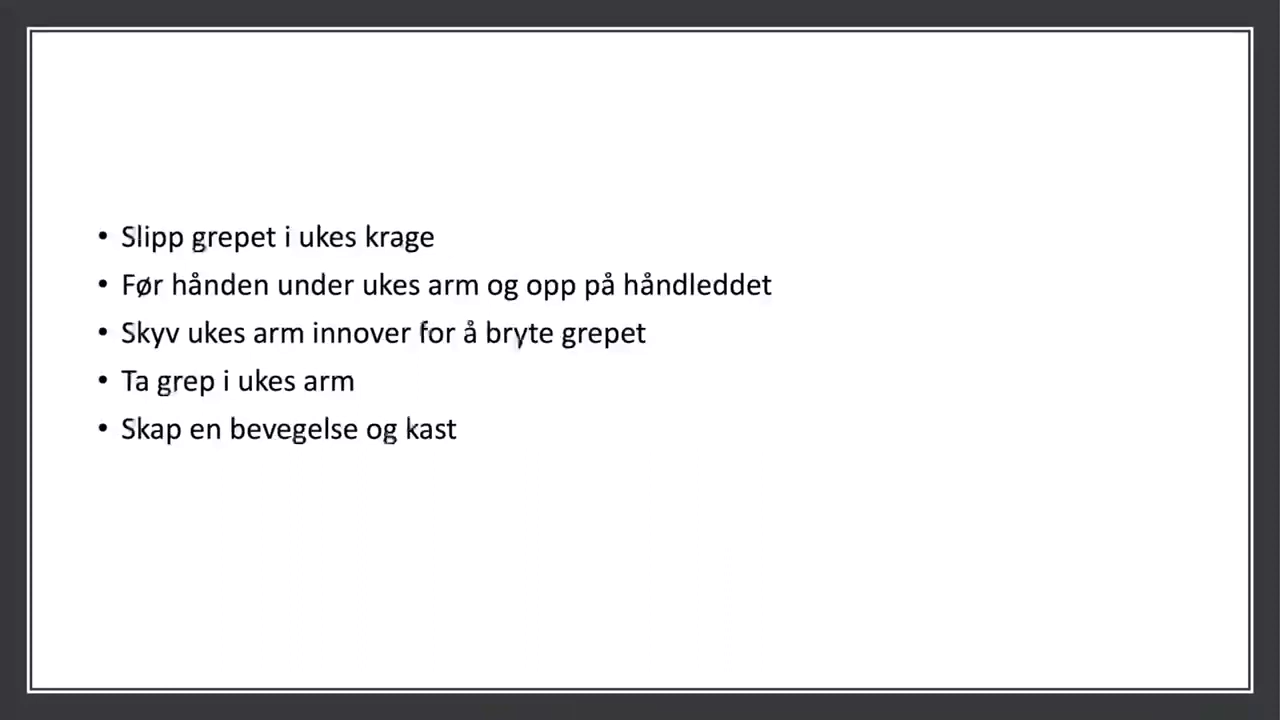 • Slipp grepet i ukes krage
• Før hånden under ukes arm og opp på håndleddet
• Skyv ukes arm innover for å bryte grepet
• Ta grep i ukes arm
• Skap en bevegelse og kast